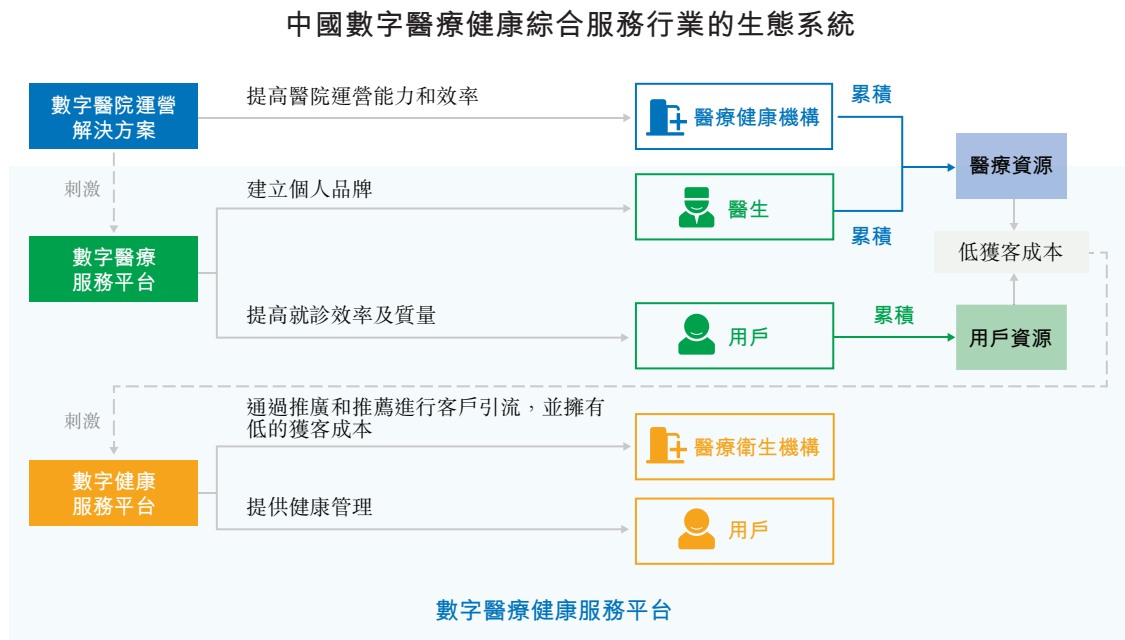 中國數字醫療健康綜合服務行業的生態系統
數字醫院運營
解決方案
提高醫院運營能力和效率
醫療健康機構
累積
醫療資源
刺激
建立個人品牌
醫生
累積
數字醫療
服務平台
低獲客成本
提高就診效率及質量
用戶
累積
用戶資源
刺激
通過推廣和推薦進行客戶引流，並擁有
低的獲客成本
醫療衛生機構
數字健康
服務平台
提供健康管理
用戶
數字醫療健康服務平台